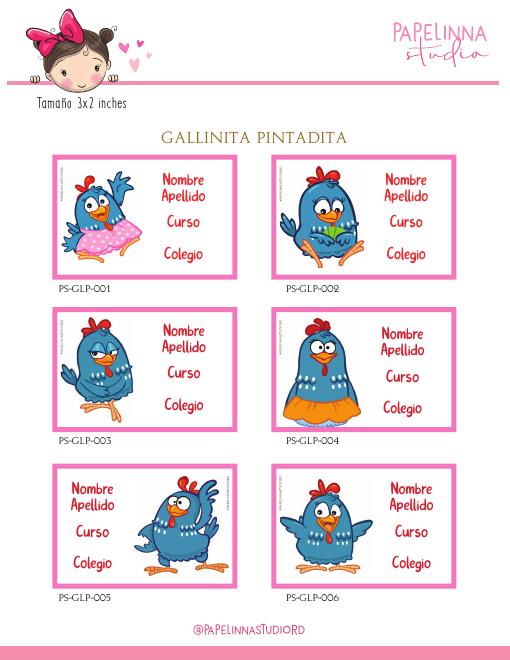 PAPELINNA
studio
Tamaño 3x2 inches
GALLINITA PINTADITA
Nombre
Apellido
Curso
Colegio
PS-GLP-001
Nombre
Apellido
Curso
Colegio
PS-GLP-002
Nombre
Apellido
Curso
Colegio
PS-GLP-003
Nombre
Apellido
Curso
Colegio
PS-GLP-004
Nombre
Apellido
Curso
Colegio
PS-GLP-005
Nombre
Apellido
Curso
Colegio
PS-GLP-006
@PAPELINNASTUDIORD